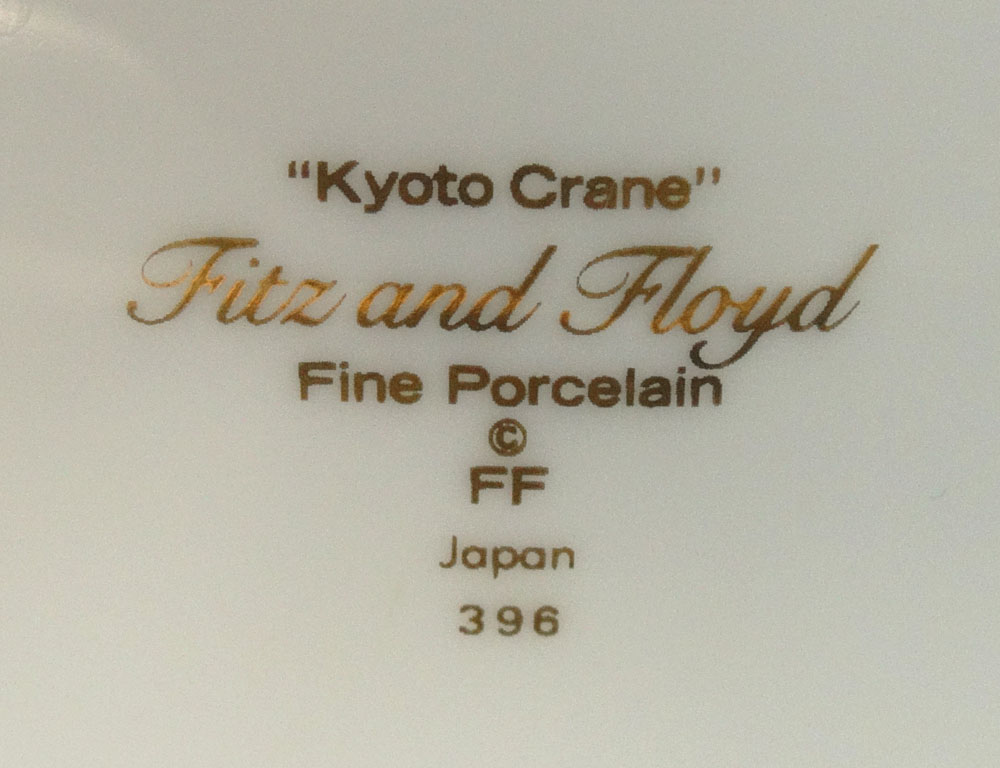 “Kyoto Crane”
Fitz and Floyd
Fine Porcelain
©
FF
Japan
396